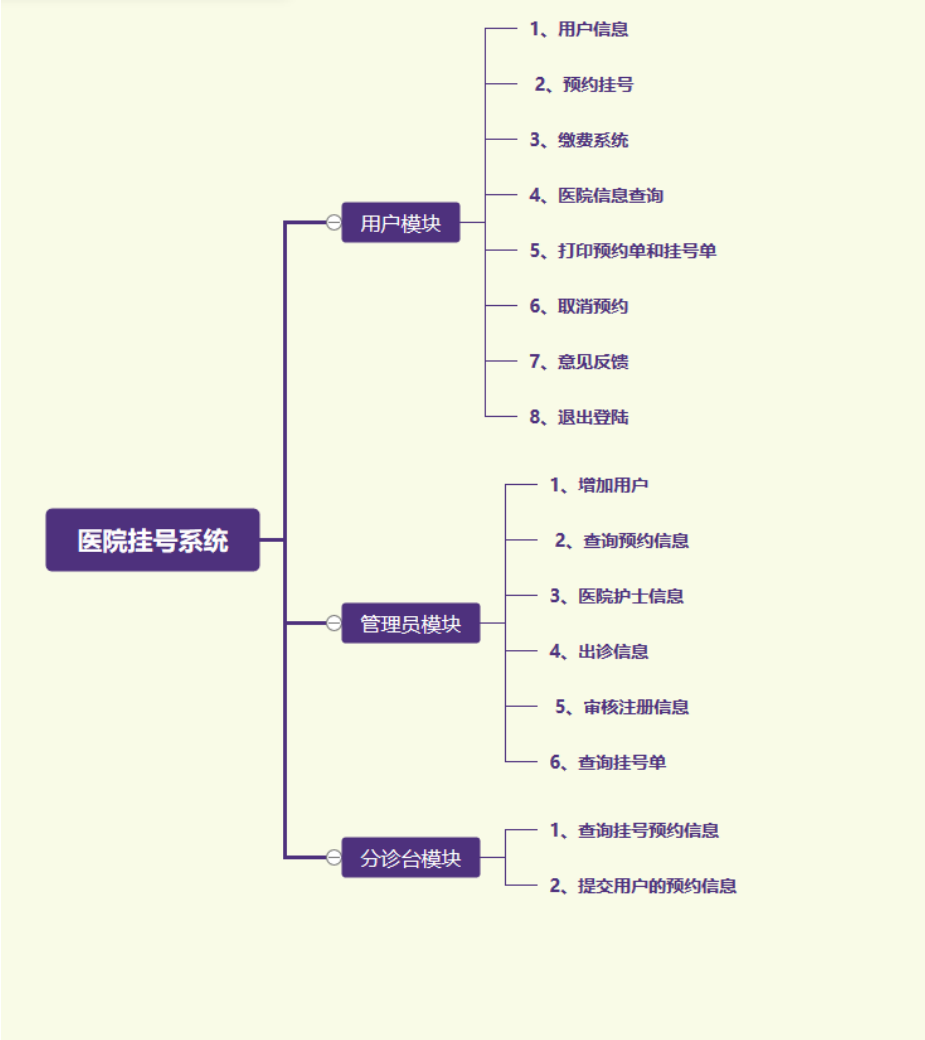 医院挂号系统
用户模块
1、用户信息
2、预约挂号
3、缴费系统
4、医院信息查询
5、打印预约单和挂号单
6、取消预约
7、意见反馈
8、退出登陆
管理员模块
1、增加用户
2、查询预约信息
3、医院护士信息
4、出诊信息
5、审核注册信息
6、查询挂号单
分诊台模块
1、查询挂号预约信息
2、提交用户的预约信息